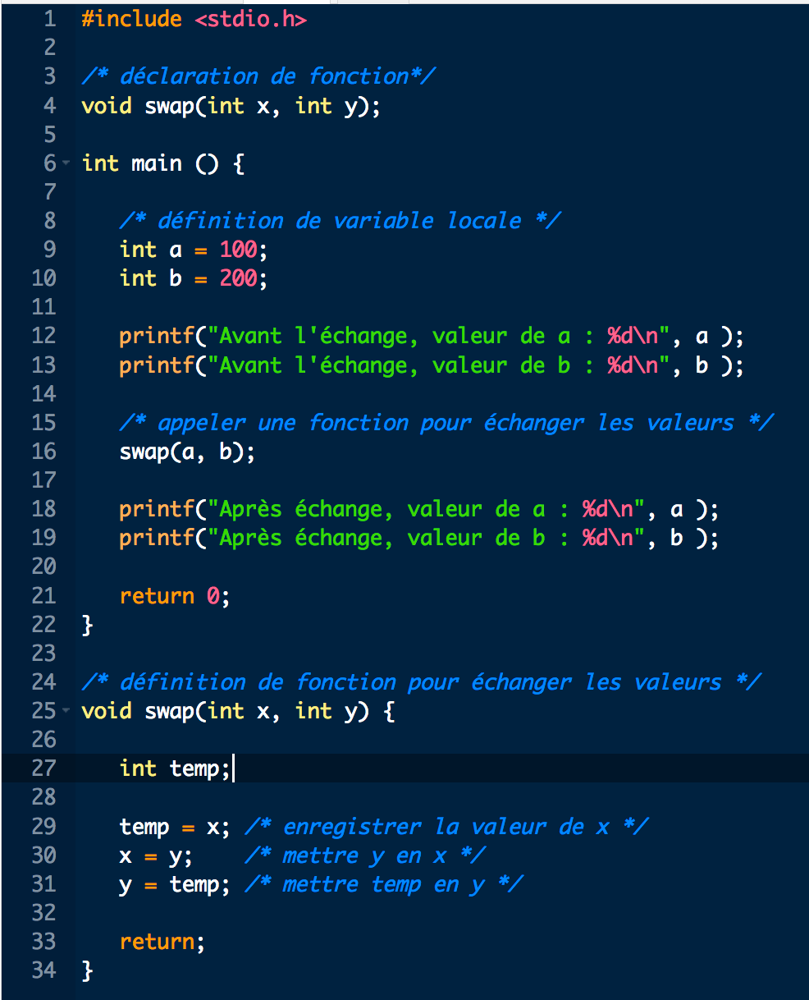 1 #include <stdio.h>
2
3 /* déclaration de fonction*/
4 void swap(int x, int y);
5
6 int main () {
7
8    /* définition de variable locale */
9    int a = 100;
10    int b = 200;
11
12    printf("Avant l'échange, valeur de a : %d\n", a );
13    printf("Avant l'échange, valeur de b : %d\n", b );
14
15    /* appeler une fonction pour échanger les valeurs */
16    swap(a, b);
17
18    printf("Après échange, valeur de a : %d\n", a );
19    printf("Après échange, valeur de b : %d\n", b );
20
21    return 0;
22 }
23
24 /* définition de fonction pour échanger les valeurs */
25 void swap(int x, int y) {
26
27    int temp;
28
29    temp = x; /* enregistrer la valeur de x */
30    x = y;    /* mettre y en x */
31    y = temp; /* mettre temp en y */
32
33    return;
34 }